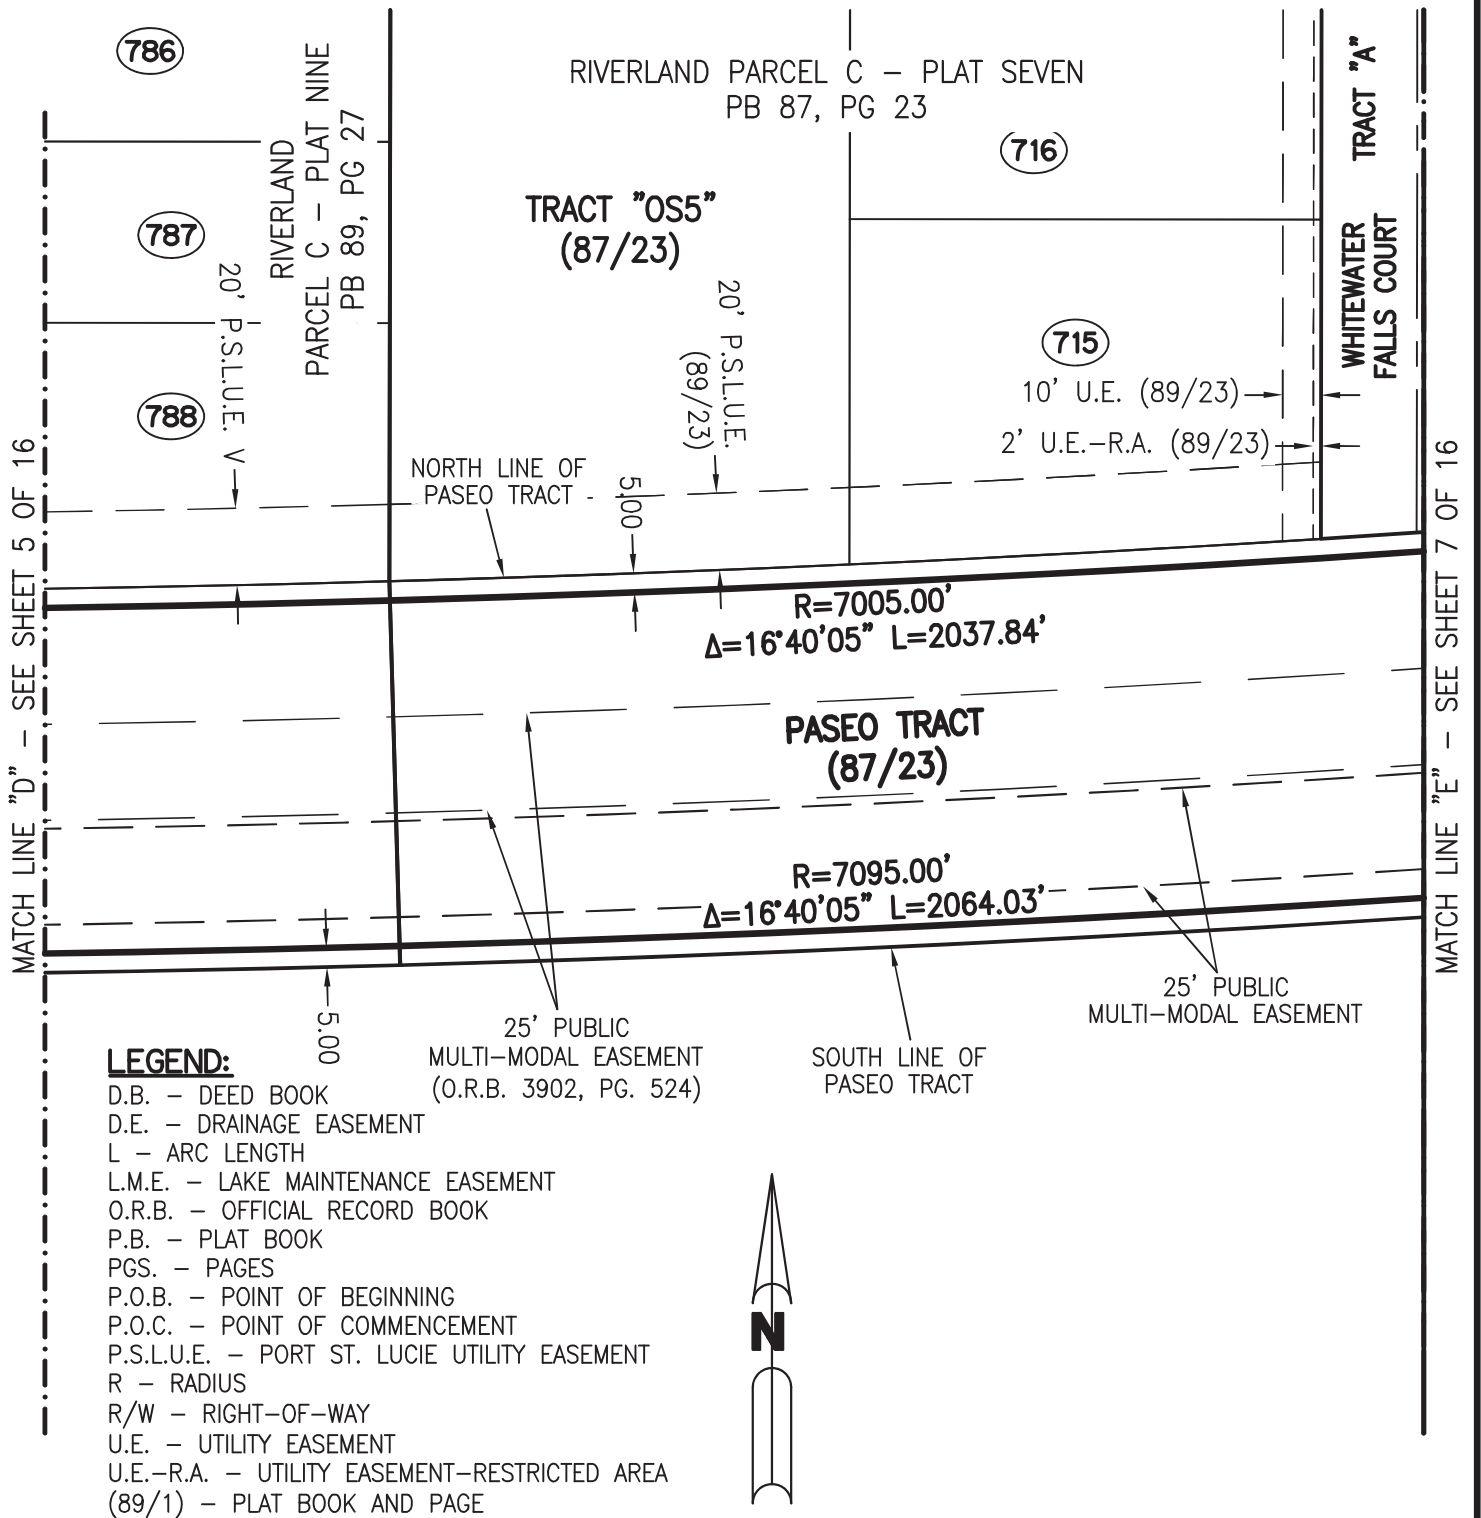 786
787
788
RIVERLAND
PARCEL C – PLAT NINE
PB 89, PG 27
RIVERLAND PARCEL C – PLAT SEVEN
PB 87, PG 23
TRACT "OS5"
(87/23)
716
715
TRACT "A"
WHITEWATER
FALLS COURT
20' P.S.L.U.E. V
20' P.S.L.U.E.
(89/23)
10' U.E. (89/23)
2' U.E.–R.A. (89/23)
NORTH LINE OF
PASEO TRACT
5.00
MATCH LINE "D" – SEE SHEET 5 OF 16
MATCH LINE "E" – SEE SHEET 7 OF 16
R=7005.00'
Δ=16°40'05" L=2037.84'
PASEO TRACT
(87/23)
R=7095.00'
Δ=16°40'05" L=2064.03'
5.00
25' PUBLIC
MULTI–MODAL EASEMENT
(O.R.B. 3902, PG. 524)
SOUTH LINE OF
PASEO TRACT
25' PUBLIC
MULTI–MODAL EASEMENT
LEGEND:
D.B. – DEED BOOK
D.E. – DRAINAGE EASEMENT
L – ARC LENGTH
L.M.E. – LAKE MAINTENANCE EASEMENT
O.R.B. – OFFICIAL RECORD BOOK
P.B. – PLAT BOOK
PGS. – PAGES
P.O.B. – POINT OF BEGINNING
P.O.C. – POINT OF COMMENCEMENT
P.S.L.U.E. – PORT ST. LUCIE UTILITY EASEMENT
R – RADIUS
R/W – RIGHT–OF–WAY
U.E. – UTILITY EASEMENT
U.E.–R.A. – UTILITY EASEMENT–RESTRICTED AREA
(89/1) – PLAT BOOK AND PAGE
N